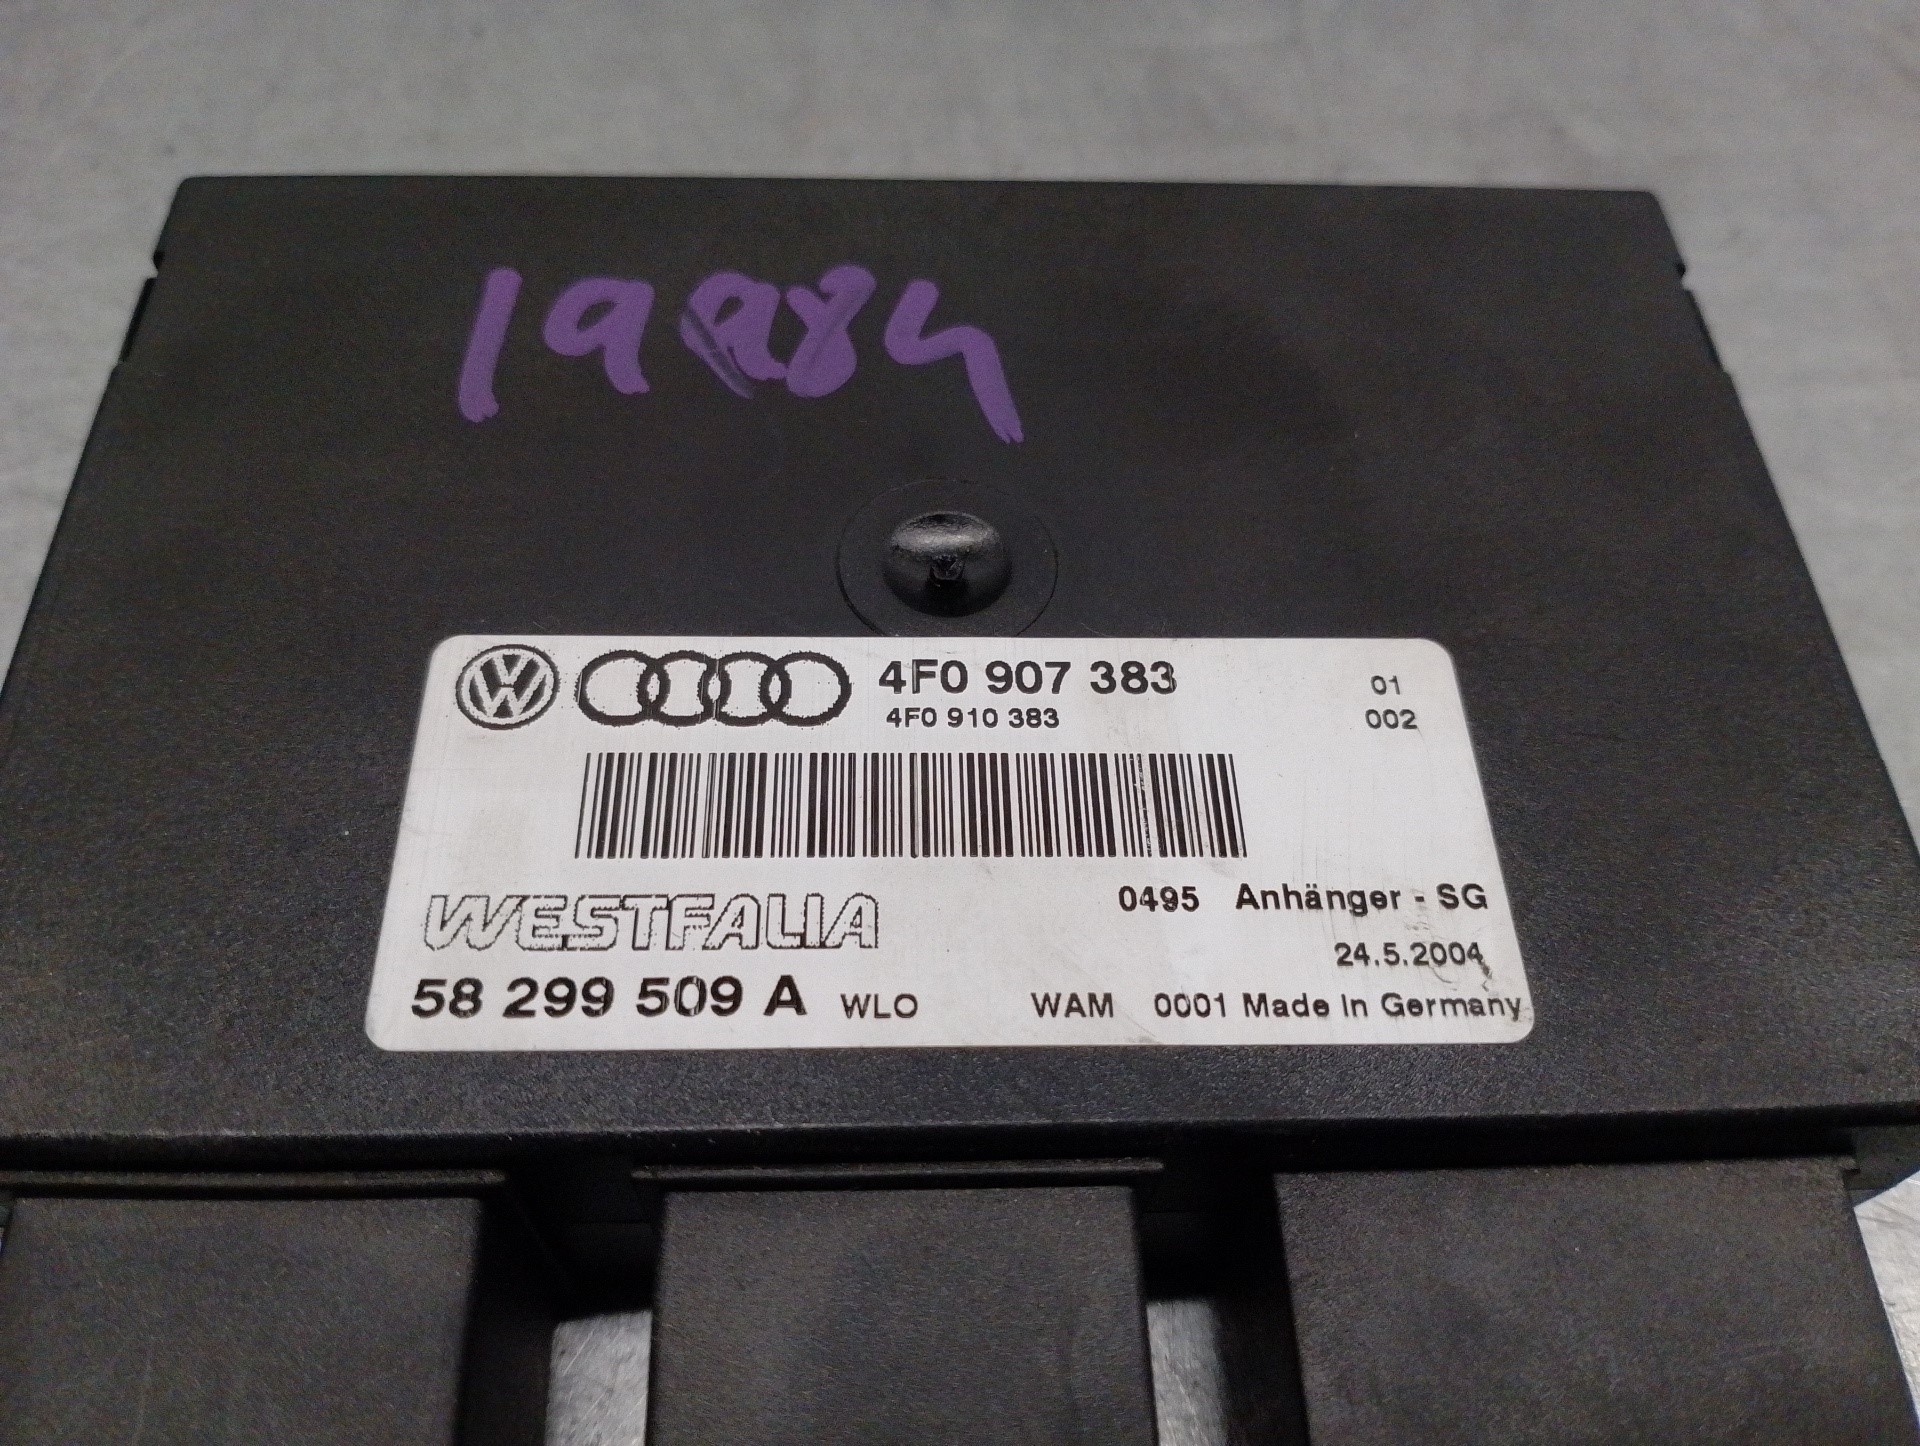 19984
4F0 907 383 01
4F0 910 383 002
WESTFALIA 0495 Anhänger - SG
24.5.2004
58 299 509 A WLO WAM 0001 Made In Germany